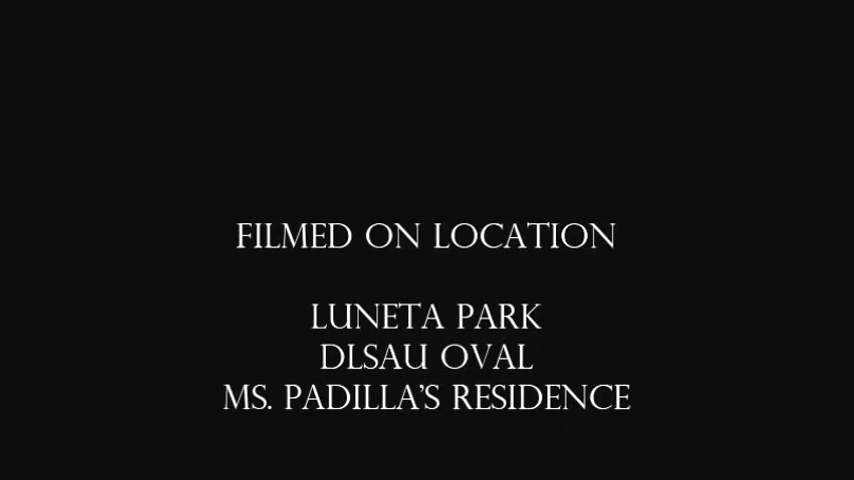 FILMED ON LOCATION
LUNETA PARK
DLSAU OVAL
MS. PADILLA'S RESIDENCE